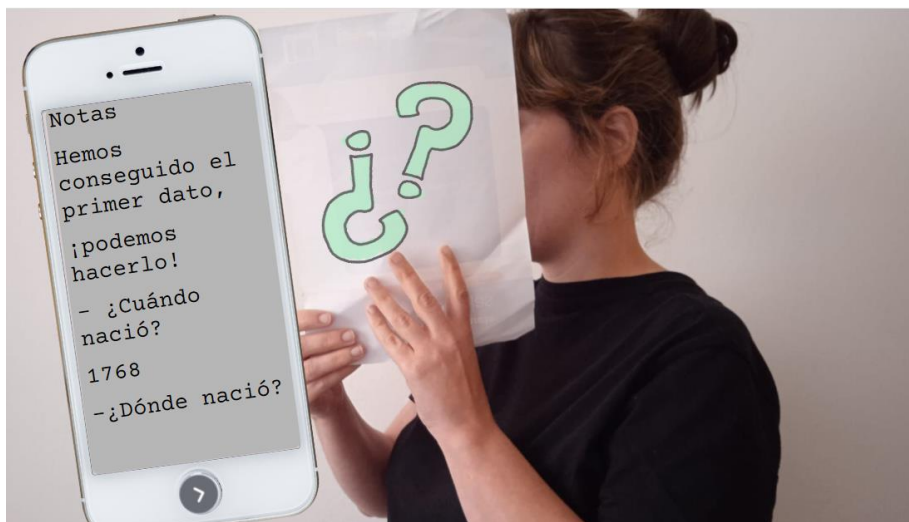 ¿?
Notas
Hemos
conseguido el
primer dato,
¡podemos
hacerlo!
- ¿Cuándo
nació?
1768
-¿Dónde nació?